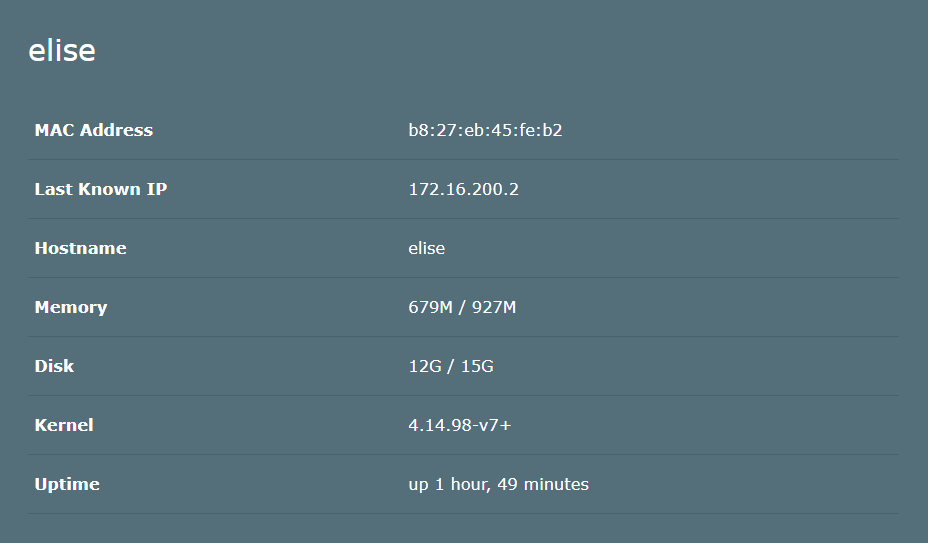 elise
MAC Address b8:27:eb:45:fe:b2
Last Known IP 172.16.200.2
Hostname elise
Memory 679M / 927M
Disk 12G / 15G
Kernel 4.14.98-v7+
Uptime up 1 hour, 49 minutes